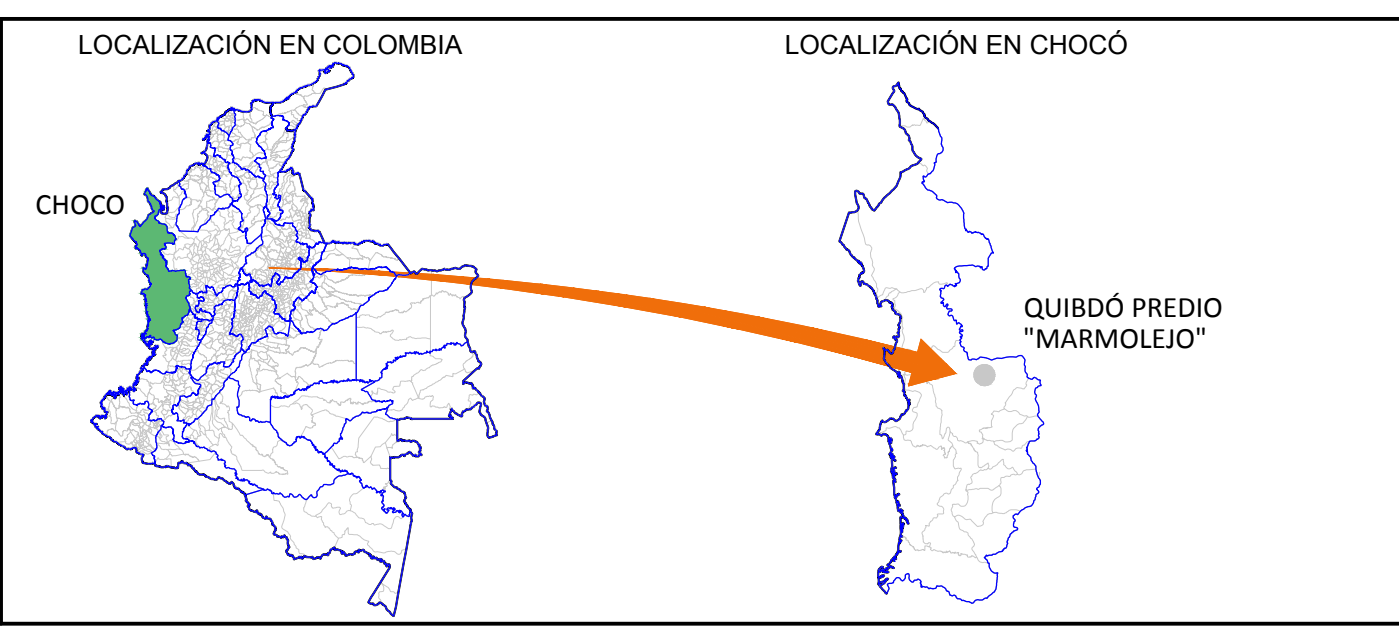 LOCALIZACIÓN EN COLOMBIA
LOCALIZACIÓN EN CHOCÓ
CHOCO
QUIBDÓ PREDIO
"MARMOLEJO"